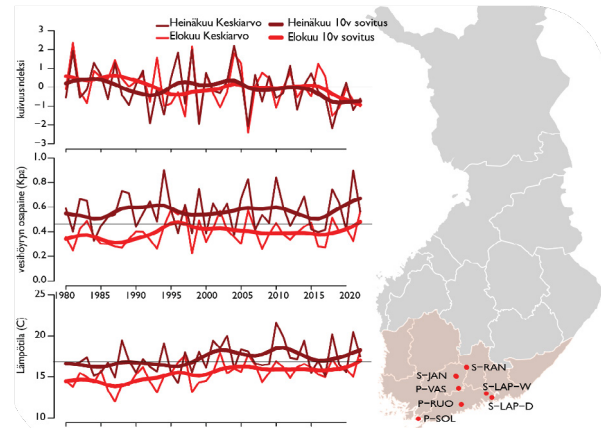 Heinäkuu Keskiarvo
Heinäkuu 10v sovitus
Elokuu Keskiarvo
Elokuu 10v sovitus
kuivuusindeksi
3
2
1
0
−1
−2
−3
vesihöyryn osapaine (Kpa)
1.0
0.8
0.6
0.4
0.2
0.0
1980 1985 1990 1995 2000 2005 2010 2015 2020
Lämpötila (C)
25
20
15
10
S-RAN
S-JAN
P-VAS
S-LAP-W
P-RUO
S-LAP-D
P-SOL